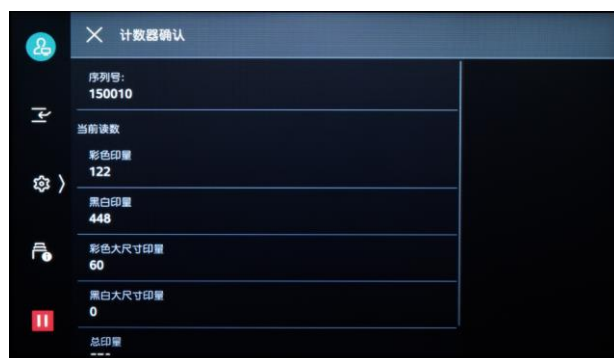 计数器确认
序列号:
150010
当前读数
彩色印量
122
黑白印量
448
彩色大尺寸印量
60
黑白大尺寸印量
0
总印量